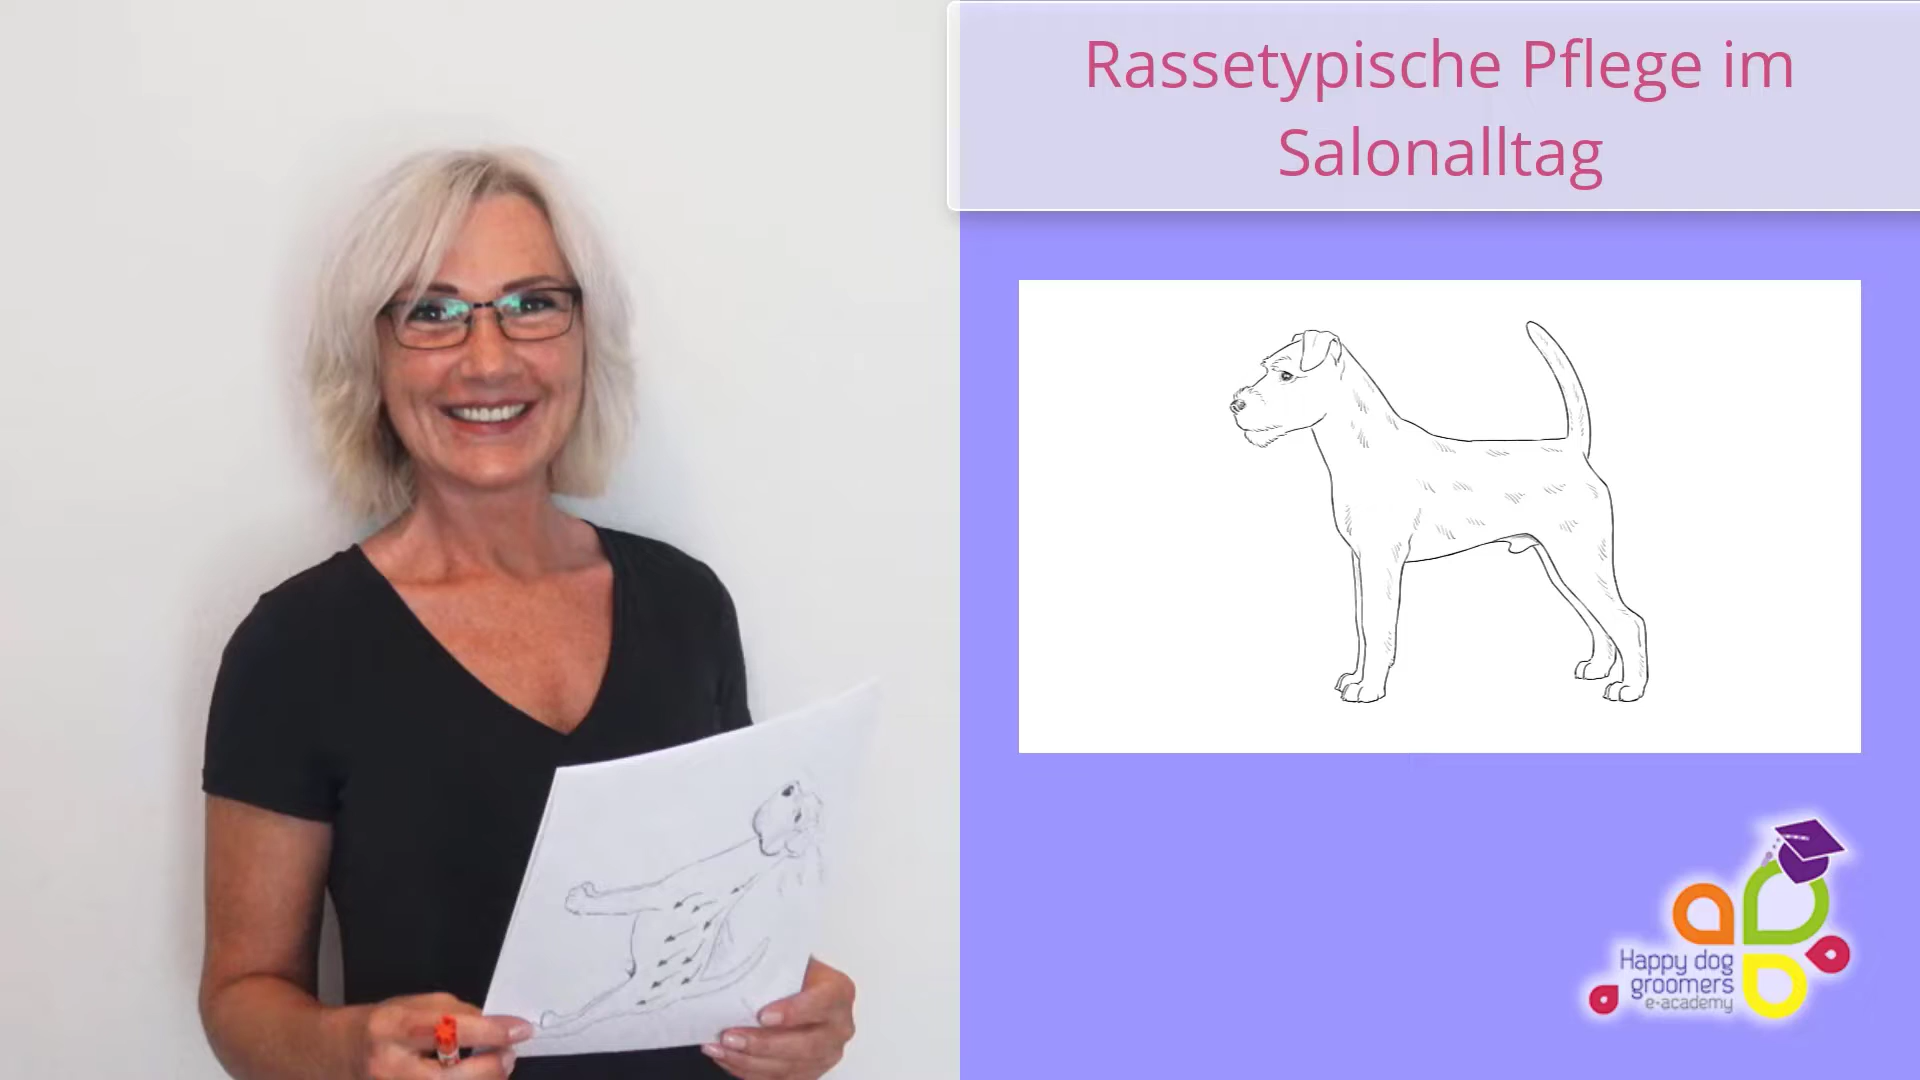 Rassetypische Pflege im
Salonalltag
Happy dog
groomers
e-academy